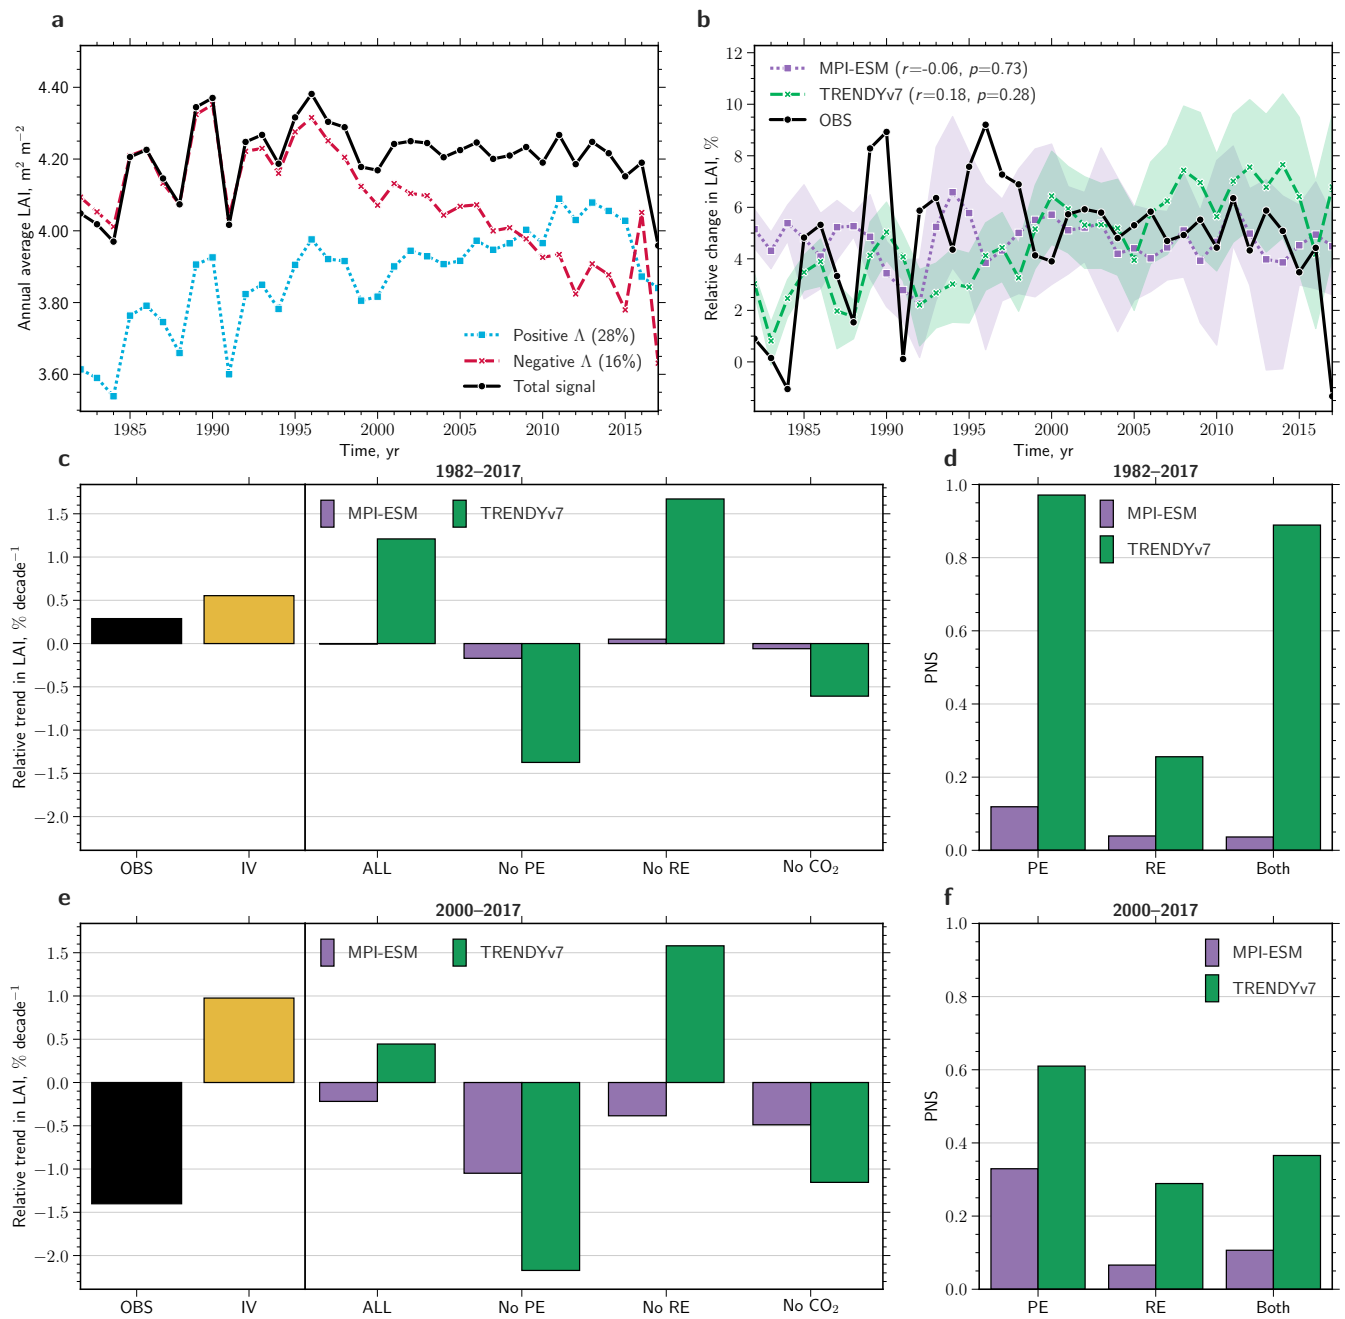 a
Annual average LAI, m² m⁻²
4.40
4.20
4.00
3.80
3.60
Positive Λ (28%)
Negative Λ (16%)
Total signal
1985 1990 1995 2000 2005 2010 2015
Time, yr
b
Relative change in LAI, %
12
10
8
6
4
2
0
MPI-ESM (r=-0.06, p=0.73)
TRENDYv7 (r=0.18, p=0.28)
OBS
1985 1990 1995 2000 2005 2010 2015
Time, yr
c
1982–2017
Relative trend in LAI, % decade⁻¹
1.5
1.0
0.5
0.0
−0.5
−1.0
−1.5
−2.0
MPI-ESM TRENDYv7
OBS IV ALL No PE No RE No CO₂
d
1982–2017
PNS
1.0
0.8
0.6
0.4
0.2
0.0
MPI-ESM
TRENDYv7
PE RE Both
e
2000–2017
Relative trend in LAI, % decade⁻¹
1.5
1.0
0.5
0.0
−0.5
−1.0
−1.5
−2.0
MPI-ESM TRENDYv7
OBS IV ALL No PE No RE No CO₂
f
2000–2017
PNS
1.0
0.8
0.6
0.4
0.2
0.0
MPI-ESM
TRENDYv7
PE RE Both